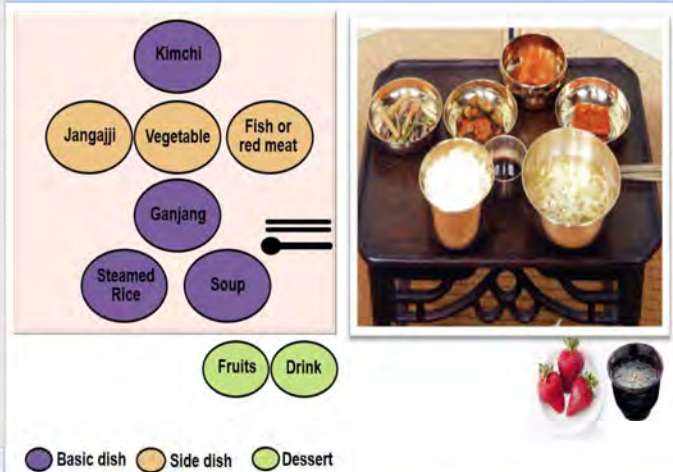 Kimchi
Jangajji
Vegetable
Fish or
red meat
Ganjang
Steamed
Rice
Soup
Fruits
Drink
Basic dish
Side dish
Dessert